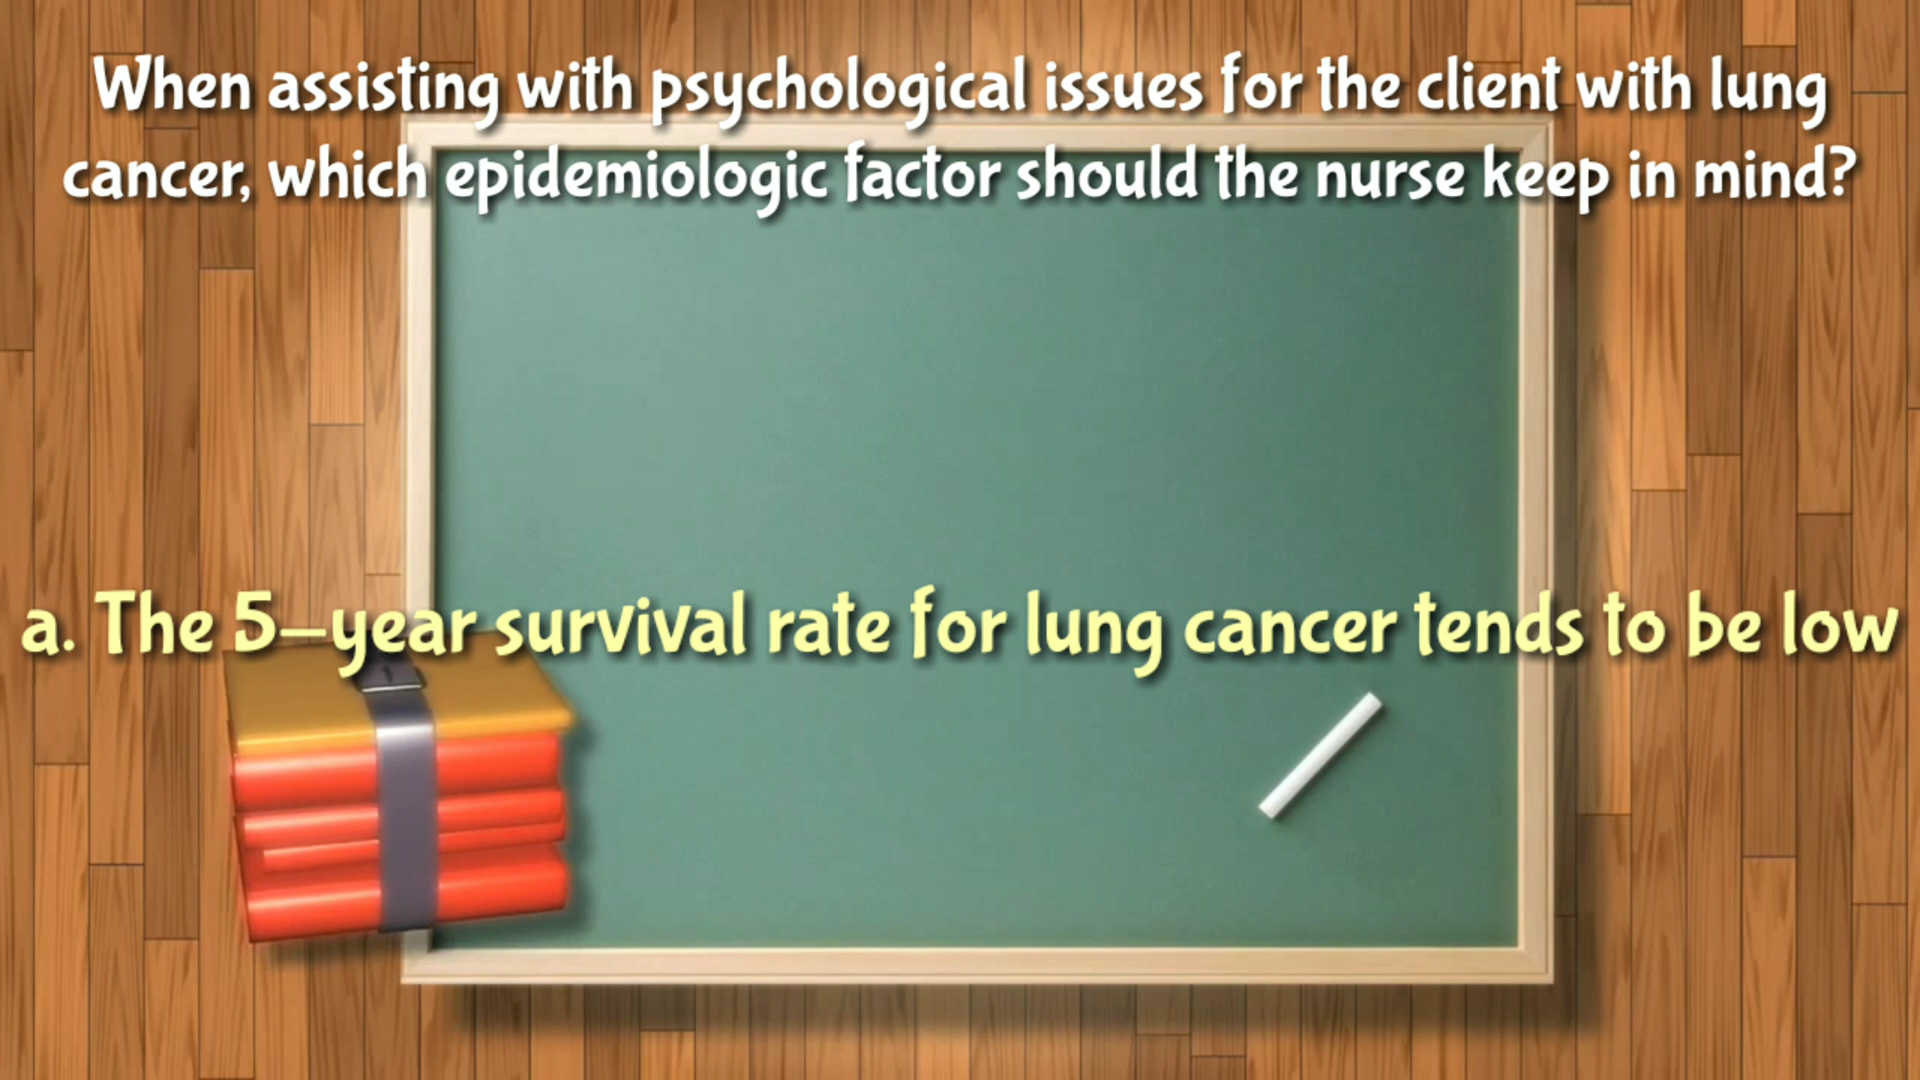 When assisting with psychological issues for the client with lung
cancer, which epidemiologic factor should the nurse keep in mind?
a. The 5-year survival rate for lung cancer tends to be low